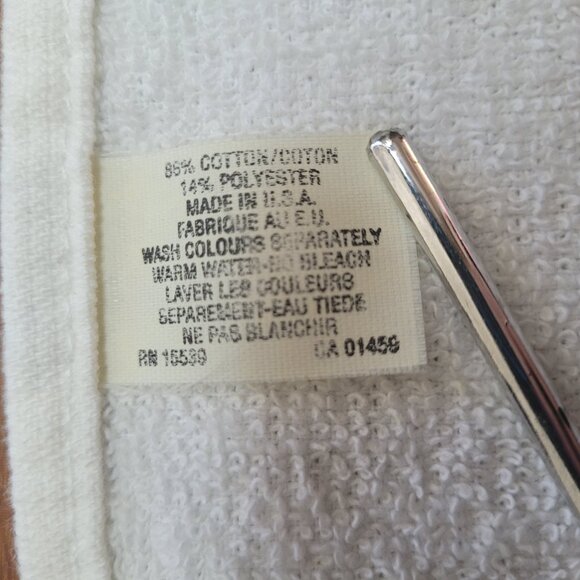 86% COTTON/COTON
14% POLYESTER
MADE IN U.S.A.
FABRIQUE AU E.U.
WASH COLOURS SEPARATELY
WARM WATER-NO BLEACH
LAVER LES COULEURS
SEPAREMENT-EAU TIEDE
NE PAS BLANCHIR
RN 15539 CA 01459